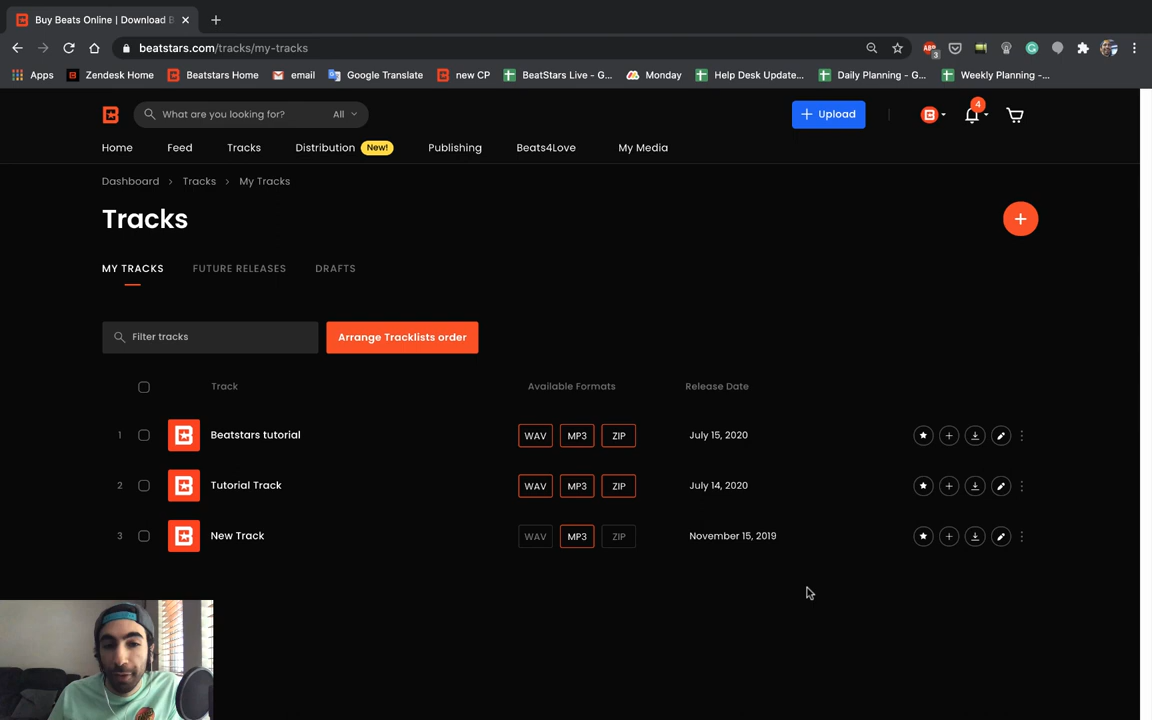 Buy Beats Online | Download B
beatstars.com/tracks/my-tracks
ABP
3
Apps Zendesk Home Beatstars Home email Google Translate new CP BeatStars Live - G... Monday Help Desk Update... Daily Planning - G... Weekly Planning -...
What are you looking for? All
Upload
4
Home Feed Tracks Distribution New! Publishing Beats4Love My Media
Dashboard > Tracks > My Tracks
Tracks
MY TRACKS FUTURE RELEASES DRAFTS
Filter tracks
Arrange Tracklists order
Track Available Formats Release Date
1 Beatstars tutorial WAV MP3 ZIP July 15, 2020
2 Tutorial Track WAV MP3 ZIP July 14, 2020
3 New Track WAV MP3 ZIP November 15, 2019